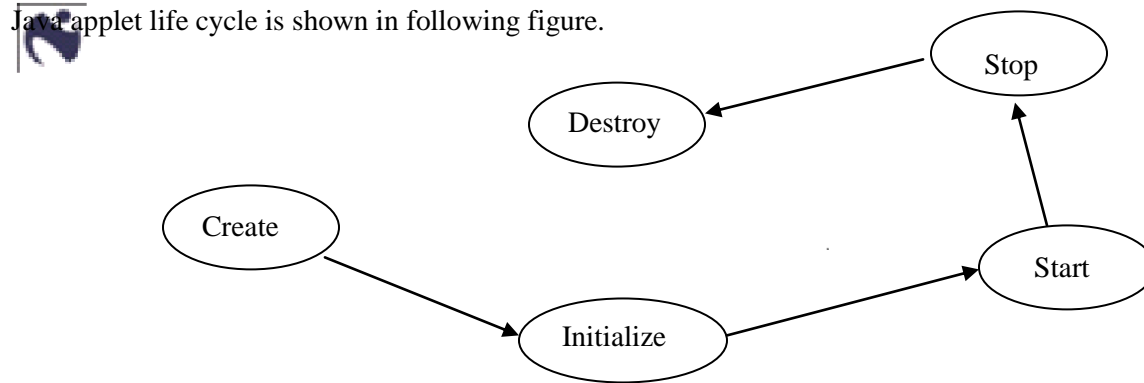 Java applet life cycle is shown in following figure.
Stop
Destroy
Create
Start
Initialize